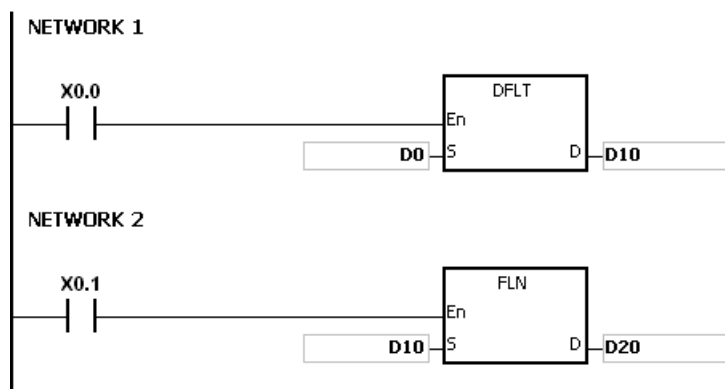 NETWORK 1
X0.0
DFLT
En
D0 S D D10
NETWORK 2
X0.1
FLN
En
D10 S D D20